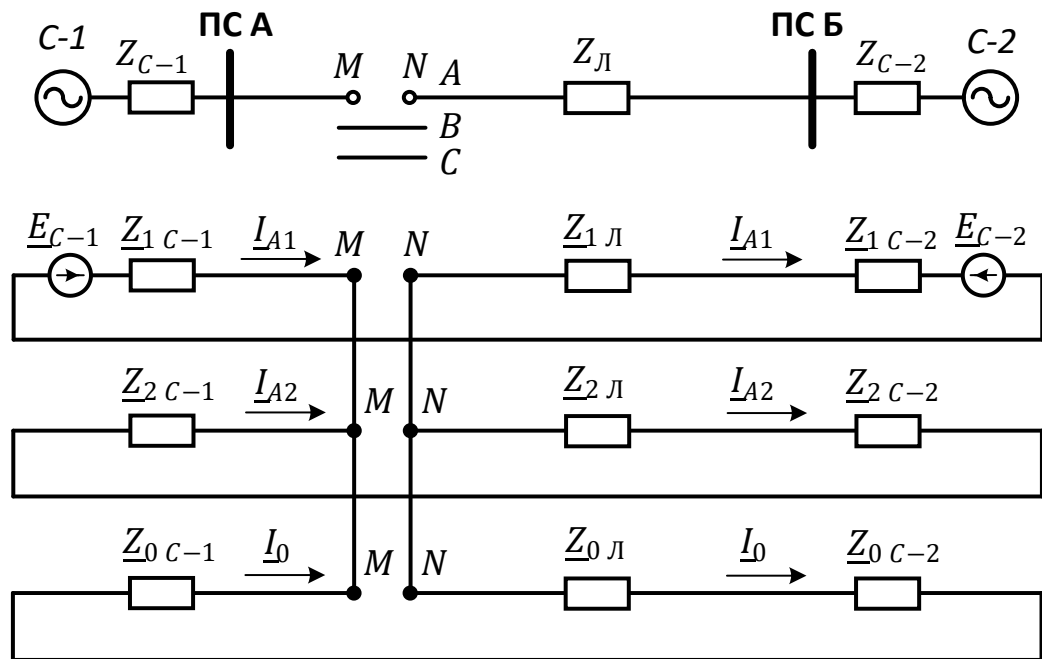 С-1 Z_{С−1} ПС А M N A Z_Л ПС Б Z_{С−2} С-2
B
C
E_{С−1} Z_{1 С−1} I_{A1} M N Z_{1 Л} I_{A1} Z_{1 С−2} E_{С−2}
Z_{2 С−1} I_{A2} M N Z_{2 Л} I_{A2} Z_{2 С−2}
Z_{0 С−1} I_0 M N Z_{0 Л} I_0 Z_{0 С−2}